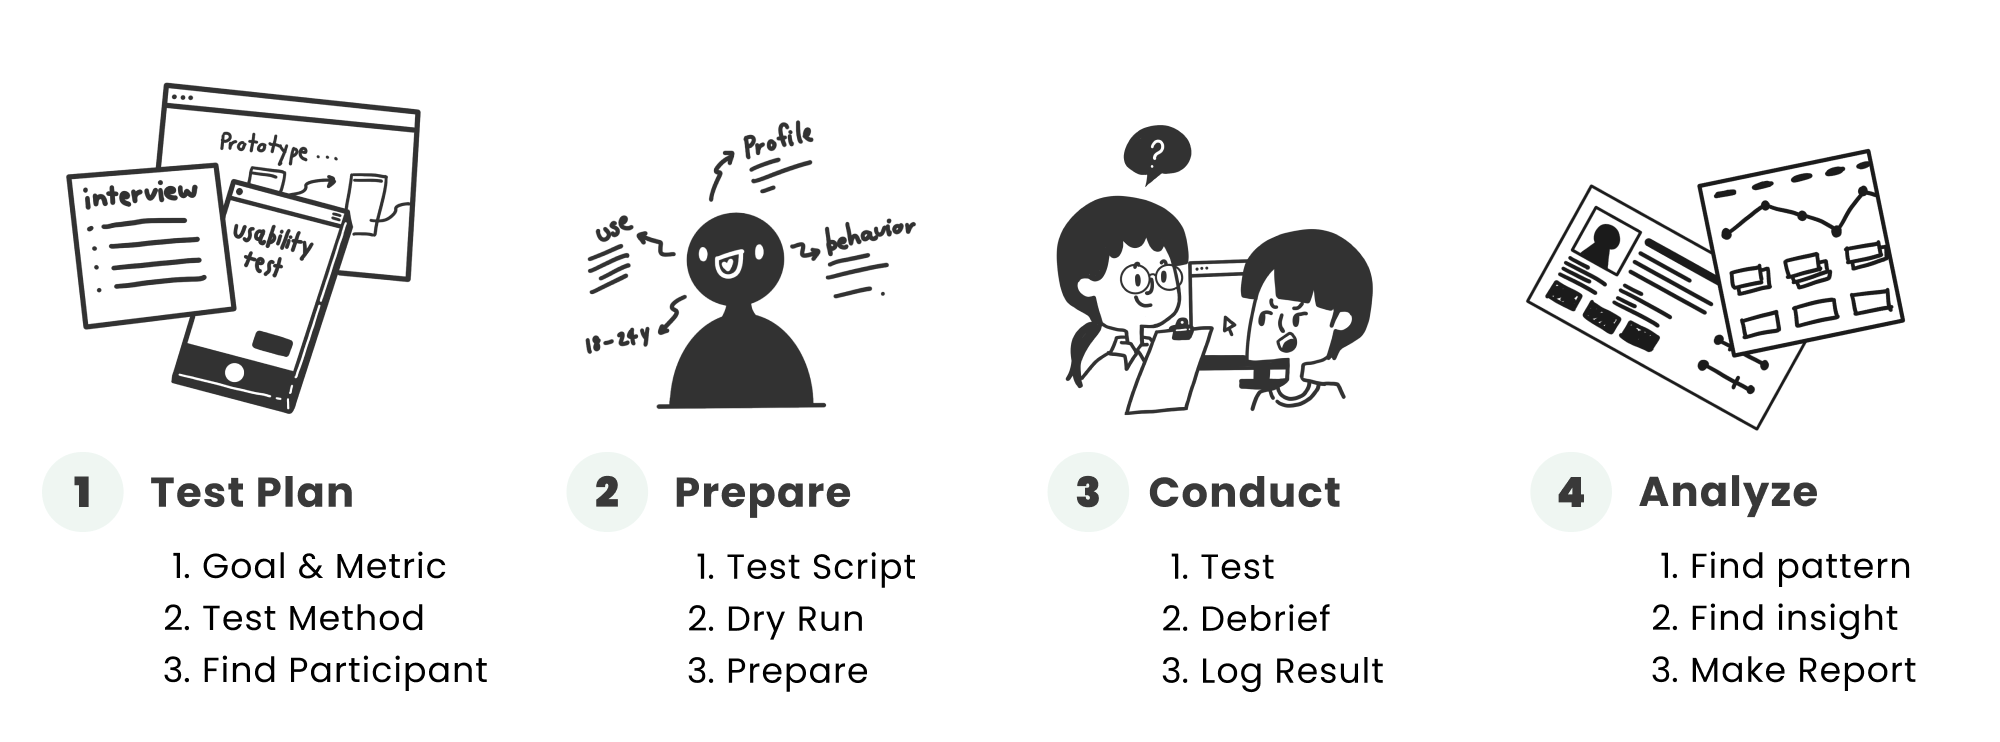 Prototype ...
interview
usability
test
Profile
use
behavior
18-24y
?
1 Test Plan
1. Goal & Metric
2. Test Method
3. Find Participant
2 Prepare
1. Test Script
2. Dry Run
3. Prepare
3 Conduct
1. Test
2. Debrief
3. Log Result
4 Analyze
1. Find pattern
2. Find insight
3. Make Report